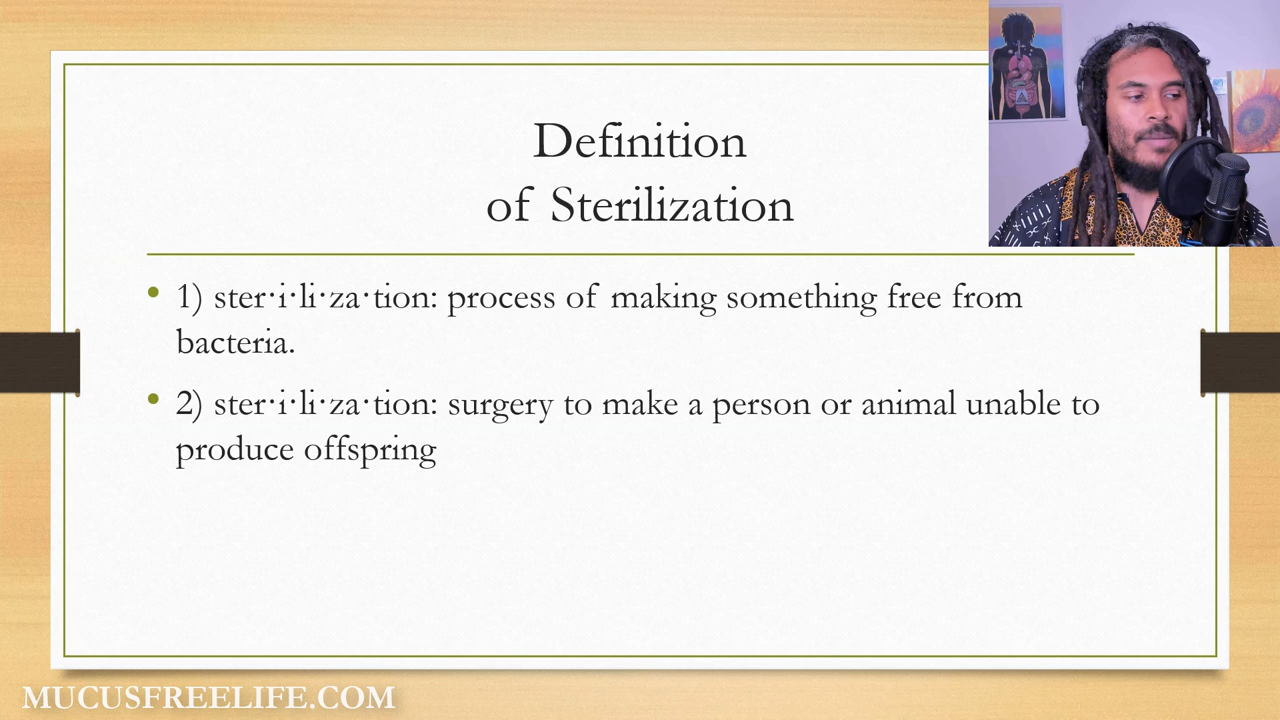 Definition
of Sterilization
• 1) ster·i·li·za·tion: process of making something free from
bacteria.
• 2) ster·i·li·za·tion: surgery to make a person or animal unable to
produce offspring
MUCUSFREELIFE.COM